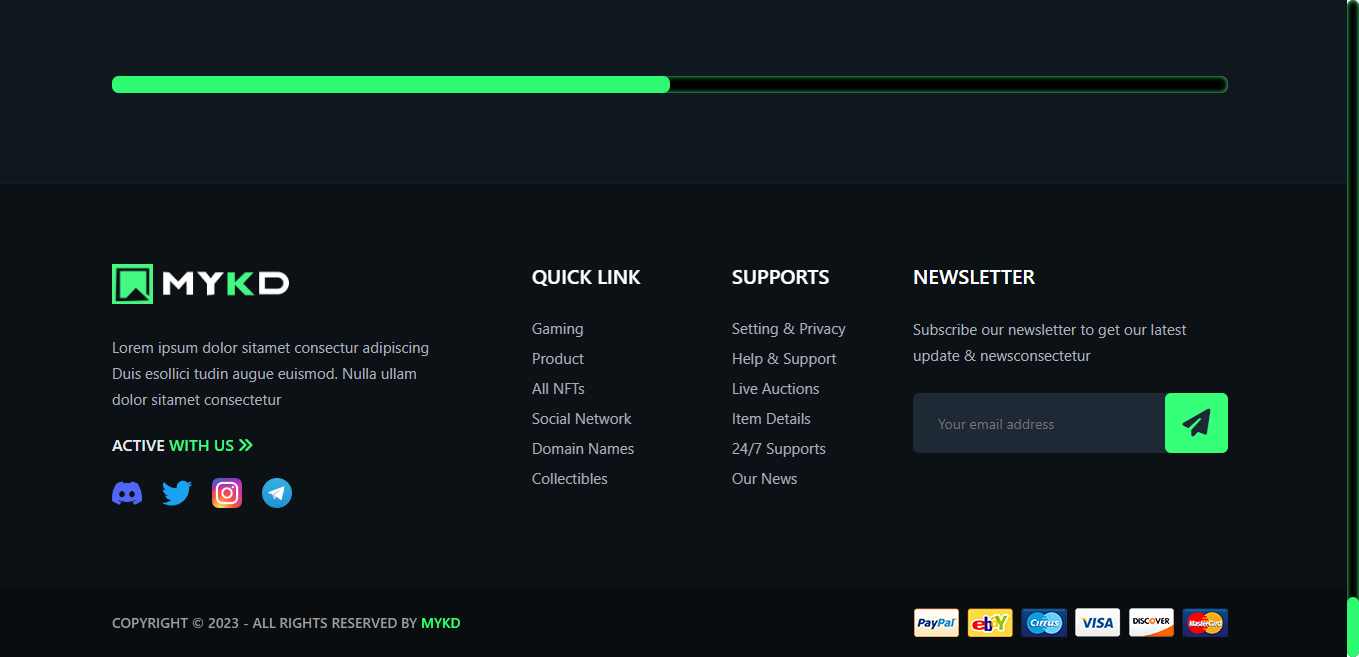 MYKD
Lorem ipsum dolor sitamet consectur adipiscing
Duis esollici tudin augue euismod. Nulla ullam
dolor sitamet consectetur
ACTIVE WITH US
QUICK LINK
Gaming
Product
All NFTs
Social Network
Domain Names
Collectibles
SUPPORTS
Setting & Privacy
Help & Support
Live Auctions
Item Details
24/7 Supports
Our News
NEWSLETTER
Subscribe our newsletter to get our latest
update & newsconsectetur
Your email address
COPYRIGHT © 2023 - ALL RIGHTS RESERVED BY MYKD
PayPal ebY Cirrus VISA DISCOVER MasterCard